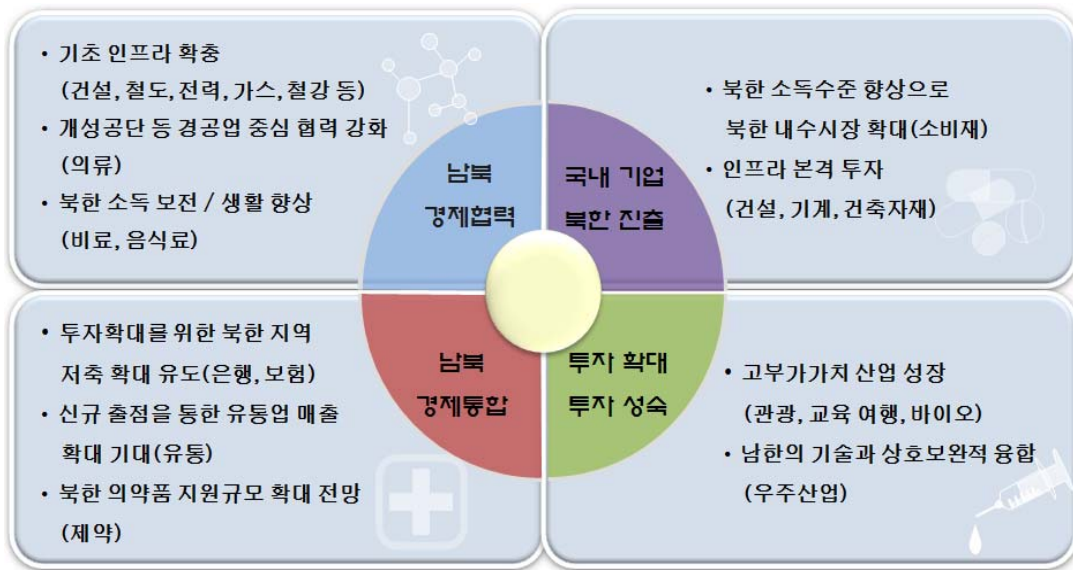 • 기초 인프라 확충
(건설, 철도, 전력, 가스, 철강 등)
• 개성공단 등 경공업 중심 협력 강화
(의류)
• 북한 소득 보전 / 생활 향상
(비료, 음식료)
남북
경제협력
국내 기업
북한 진출
• 북한 소득수준 향상으로
북한 내수시장 확대(소비재)
• 인프라 본격 투자
(건설, 기계, 건축자재)
• 투자확대를 위한 북한 지역
저축 확대 유도(은행, 보험)
• 신규 출점을 통한 유통업 매출
확대 기대(유통)
• 북한 의약품 지원규모 확대 전망
(제약)
남북
경제통합
투자 확대
투자 성숙
• 고부가가치 산업 성장
(관광, 교육 여행, 바이오)
• 남한의 기술과 상호보완적 융합
(우주산업)